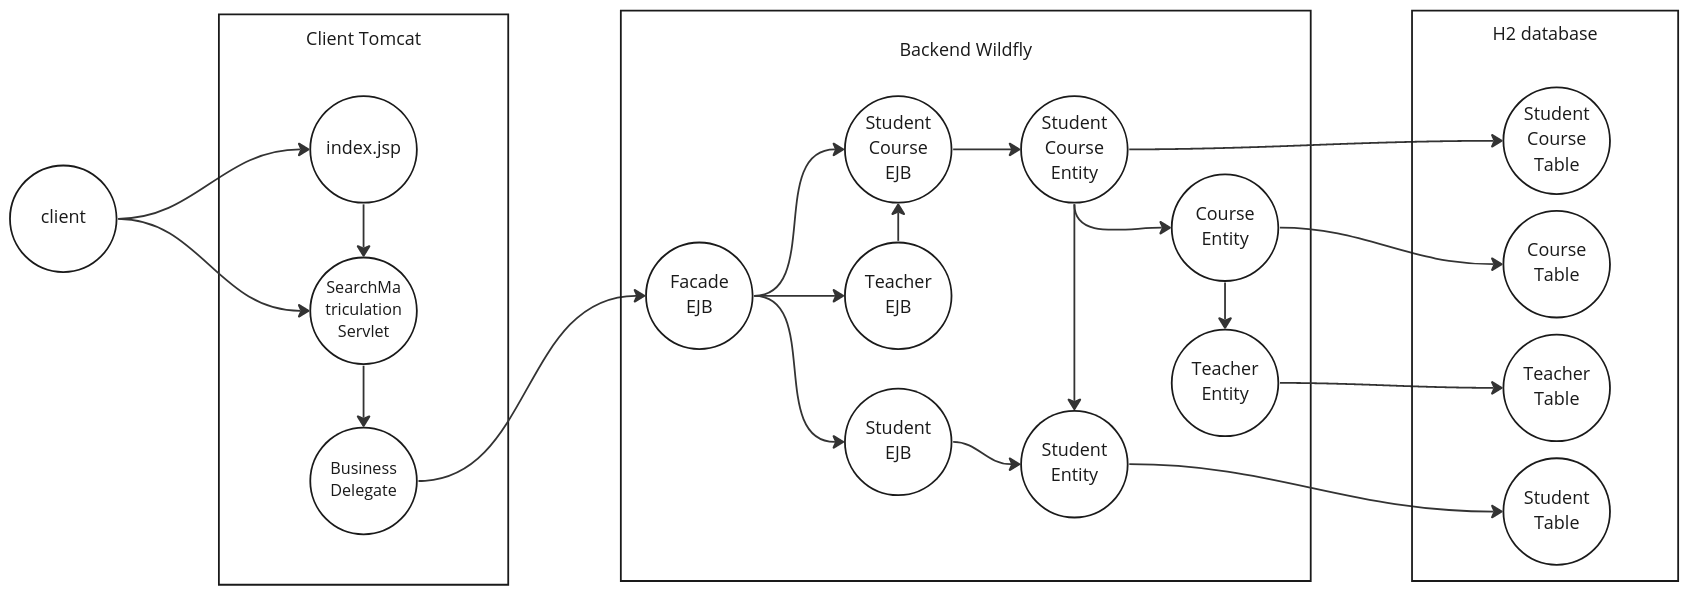 client
Client Tomcat
index.jsp
SearchMa
triculation
Servlet
Business
Delegate
Backend Wildfly
Facade
EJB
Student
Course
EJB
Teacher
EJB
Student
EJB
Student
Course
Entity
Course
Entity
Teacher
Entity
Student
Entity
H2 database
Student
Course
Table
Course
Table
Teacher
Table
Student
Table